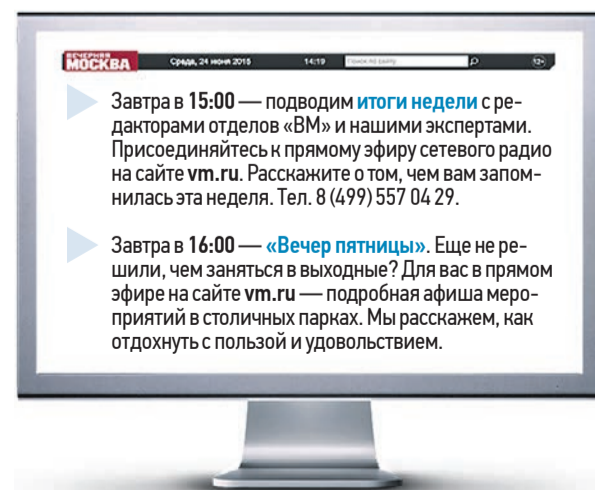 ВЕЧЕРНЯЯ
МОСКВА Среда, 24 июня 2015 14:19 Поиск по сайту 12+
Завтра в 15:00 — подводим итоги недели с ре-
дакторами отделов «ВМ» и нашими экспертами.
Присоединяйтесь к прямому эфиру сетевого радио
на сайте vm.ru. Расскажите о том, чем вам запом-
нилась эта неделя. Тел. 8 (499) 557 04 29.
Завтра в 16:00 — «Вечер пятницы». Еще не ре-
шили, чем заняться в выходные? Для вас в прямом
эфире на сайте vm.ru — подробная афиша меро-
приятий в столичных парках. Мы расскажем, как
отдохнуть с пользой и удовольствием.